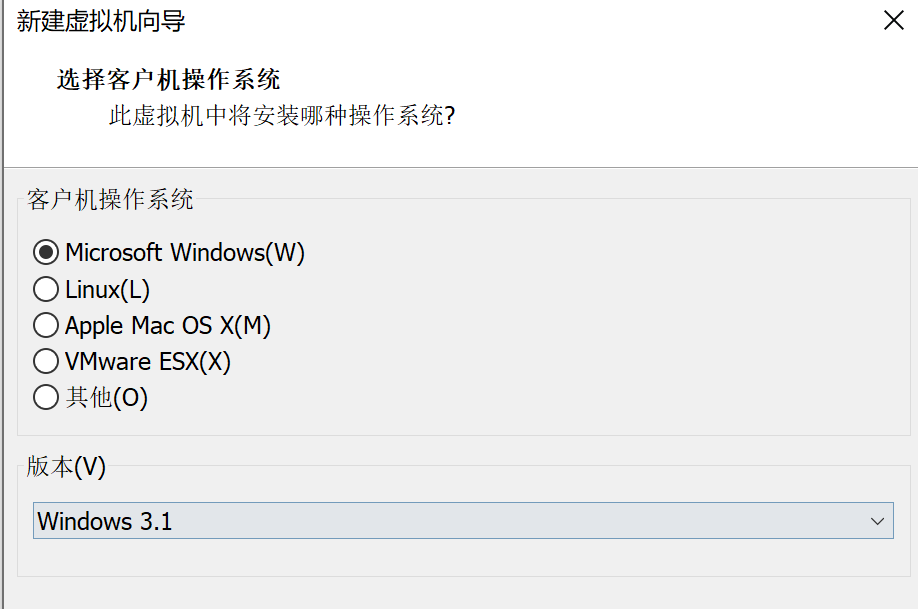 新建虚拟机向导
选择客户机操作系统
此虚拟机中将安装哪种操作系统?
客户机操作系统
Microsoft Windows(W)
Linux(L)
Apple Mac OS X(M)
VMware ESX(X)
其他(O)
版本(V)
Windows 3.1